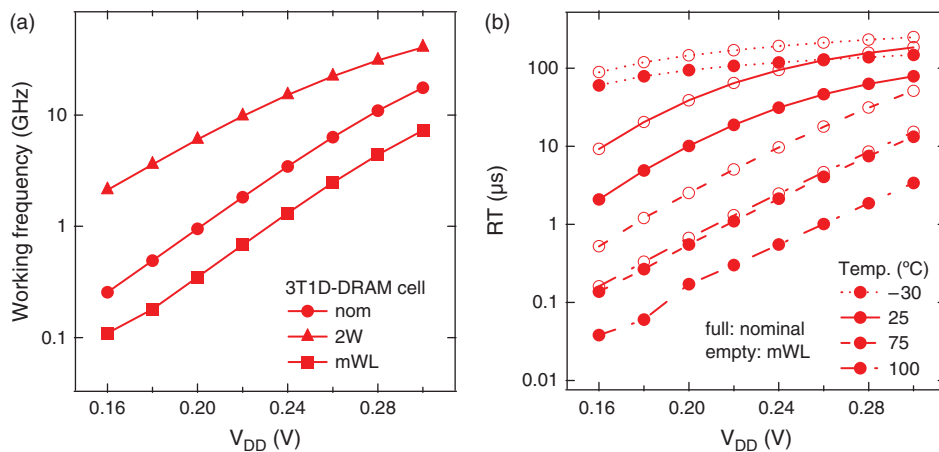 (a)
Working frequency (GHz)
10
1
0.1
0.16
0.20
0.24
0.28
V_DD (V)
3T1D-DRAM cell
nom
2W
mWL
(b)
RT (μs)
100
10
1
0.1
0.01
0.16
0.20
0.24
0.28
V_DD (V)
Temp. (ºC)
−30
25
75
100
full: nominal
empty: mWL